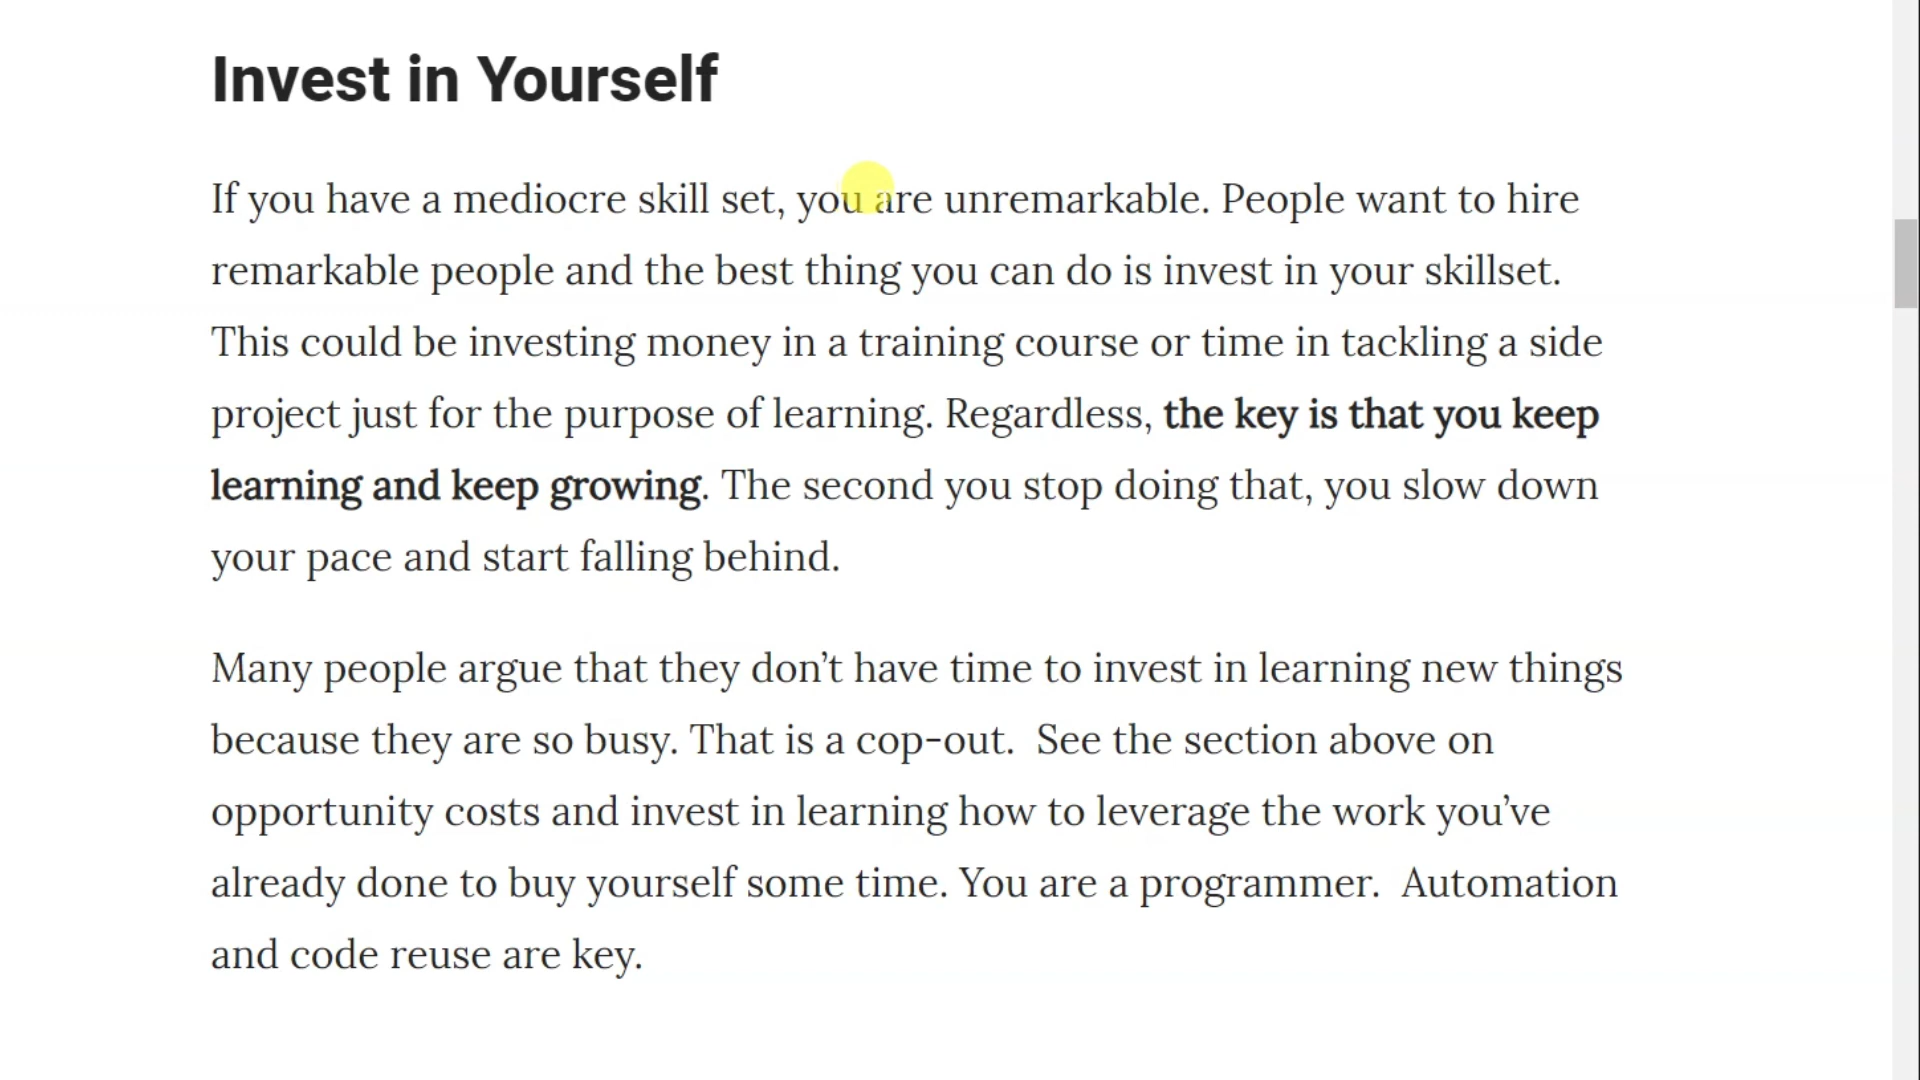 Invest in Yourself
If you have a mediocre skill set, you are unremarkable. People want to hire
remarkable people and the best thing you can do is invest in your skillset.
This could be investing money in a training course or time in tackling a side
project just for the purpose of learning. Regardless, the key is that you keep
learning and keep growing. The second you stop doing that, you slow down
your pace and start falling behind.
Many people argue that they don’t have time to invest in learning new things
because they are so busy. That is a cop-out.  See the section above on
opportunity costs and invest in learning how to leverage the work you’ve
already done to buy yourself some time. You are a programmer.  Automation
and code reuse are key.